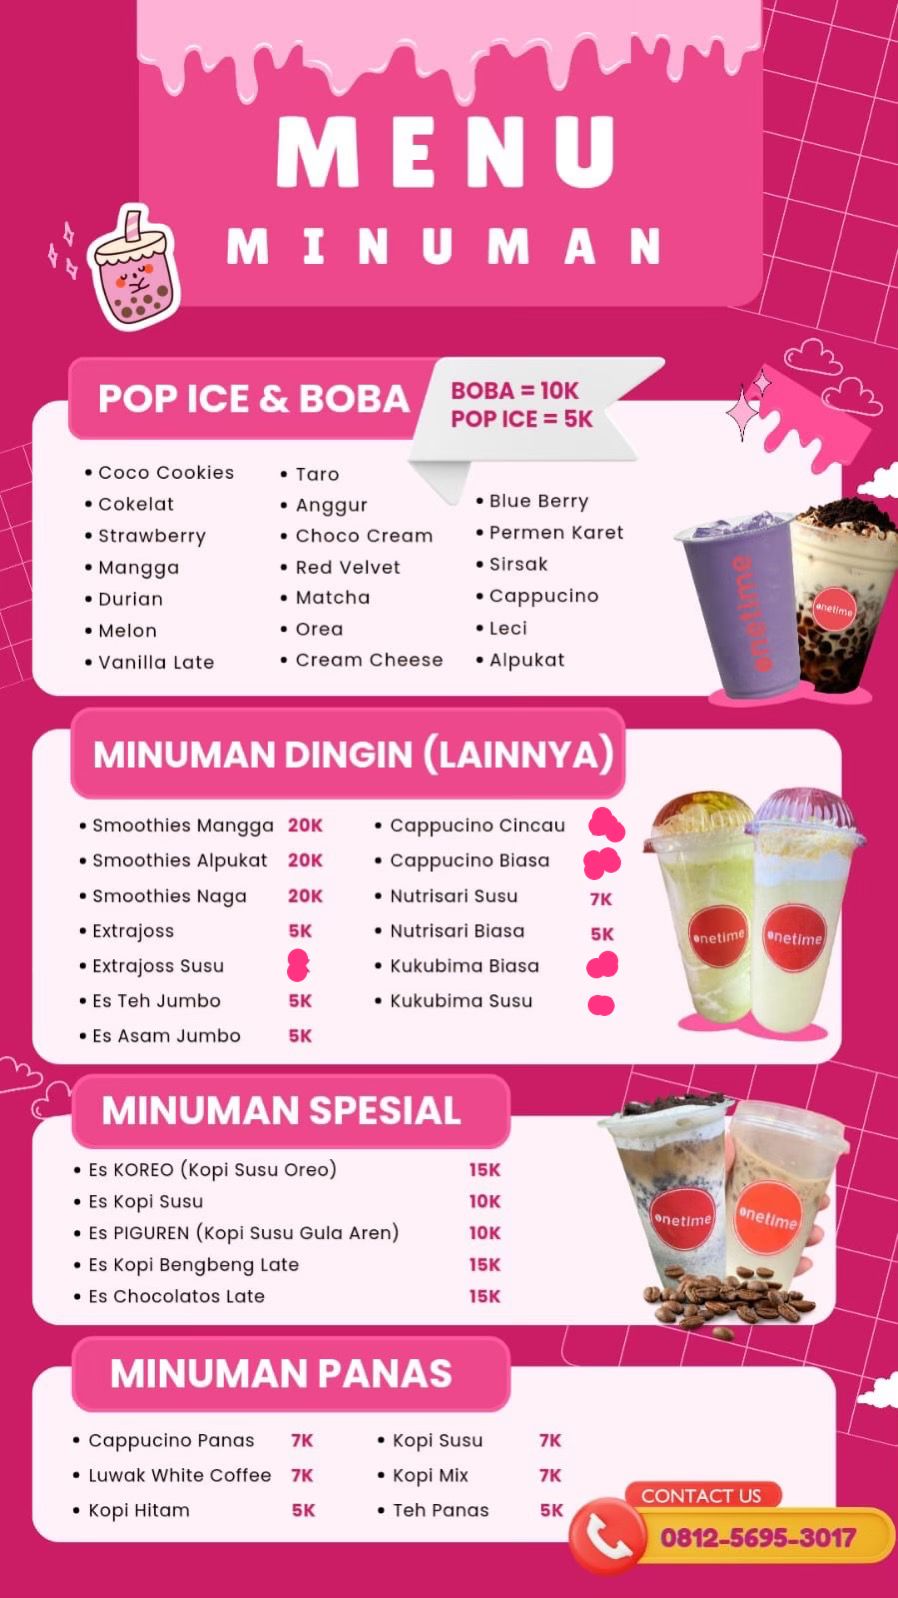 MENU
MINUMAN
POP ICE & BOBA
BOBA = 10K
POP ICE = 5K
• Coco Cookies
• Cokelat
• Strawberry
• Mangga
• Durian
• Melon
• Vanilla Late
• Taro
• Anggur
• Choco Cream
• Red Velvet
• Matcha
• Orea
• Cream Cheese
• Blue Berry
• Permen Karet
• Sirsak
• Cappucino
• Leci
• Alpukat
onetime
onetime
MINUMAN DINGIN (LAINNYA)
• Smoothies Mangga 20K
• Smoothies Alpukat 20K
• Smoothies Naga 20K
• Extrajoss 5K
• Extrajoss Susu
• Es Teh Jumbo 5K
• Es Asam Jumbo 5K
• Cappucino Cincau
• Cappucino Biasa
• Nutrisari Susu 7K
• Nutrisari Biasa 5K
• Kukubima Biasa
• Kukubima Susu
onetime
onetime
MINUMAN SPESIAL
• Es KOREO (Kopi Susu Oreo) 15K
• Es Kopi Susu 10K
• Es PIGUREN (Kopi Susu Gula Aren) 10K
• Es Kopi Bengbeng Late 15K
• Es Chocolatos Late 15K
onetime
onetime
MINUMAN PANAS
• Cappucino Panas 7K
• Luwak White Coffee 7K
• Kopi Hitam 5K
• Kopi Susu 7K
• Kopi Mix 7K
• Teh Panas 5K
CONTACT US
0812-5695-3017